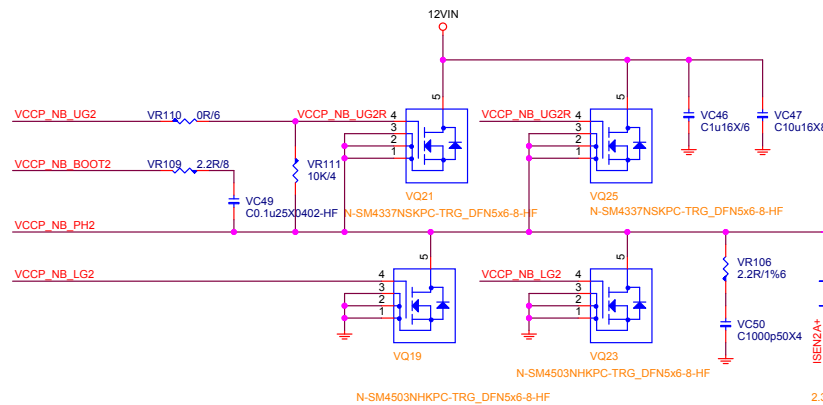 12VIN
5
5
VCCP_NB_UG2
VR110
0R/6
VCCP_NB_UG2R
4
3
2
1
VCCP_NB_UG2R
4
3
2
1
VC46
C1u16X/6
VC47
C10u16X8
VCCP_NB_BOOT2
VR109
2.2R/8
VR111
10K/4
VQ21
VQ25
VC49
C0.1u25X0402-HF
N-SM4337NSKPC-TRG_DFN5x6-8-HF
N-SM4337NSKPC-TRG_DFN5x6-8-HF
VCCP_NB_PH2
5
5
VR106
2.2R/1%6
VCCP_NB_LG2
4
3
2
1
VCCP_NB_LG2
4
3
2
1
VC50
C1000p50X4
ISEN2A+
VQ19
VQ23
N-SM4503NHKPC-TRG_DFN5x6-8-HF
N-SM4503NHKPC-TRG_DFN5x6-8-HF